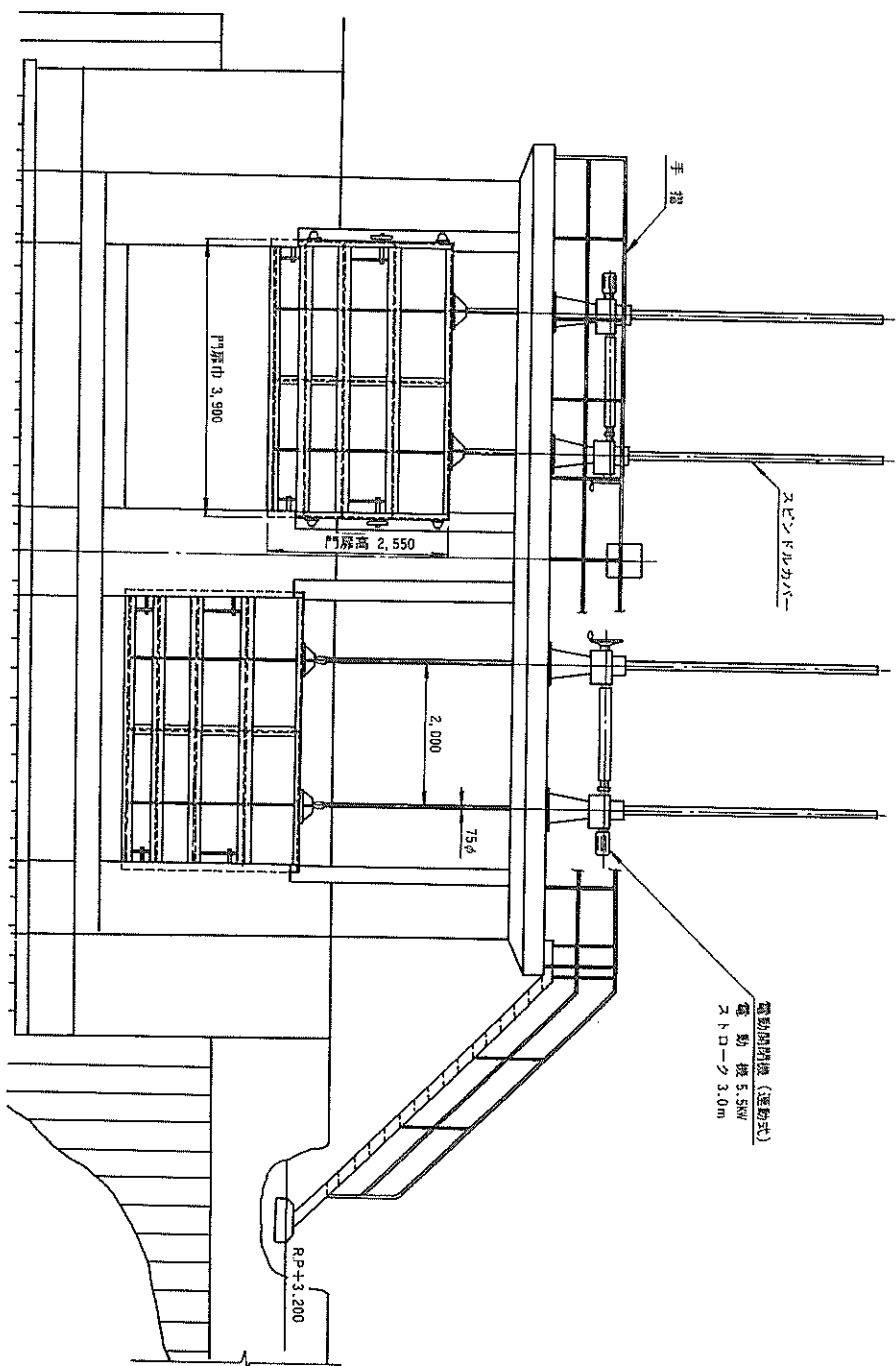 手摺
スピンドルカバー
門扉巾 3,900
門扉高 2,550
2,000
75φ
電動開閉機 (連動式)
電動機 5.5KW
ストローク 3.0m
R.P+3.200